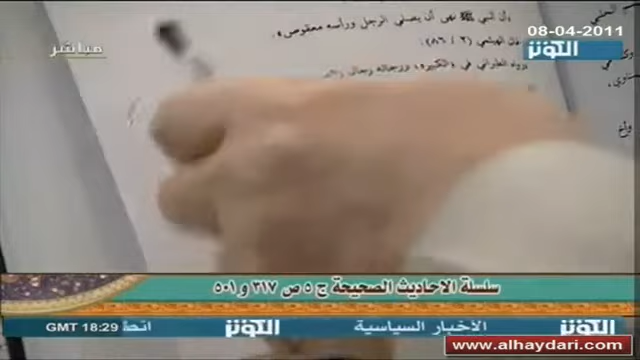 08-04-2011
مباشر
الكوثر
أن النبي ﷺ نهى أن يصلي الرجل ورأسه معقوص».
قال الهيثمي (٢ / ٨٦):
رواه الطبراني في «الكبير»، ورجاله رجال
سلسلة الاحاديث الصحيحة ج ٥ ص ٣١٧ و ٥٠١
GMT 18:29
الكوثر الأخبار السياسية الكوثر
www.alhaydari.com